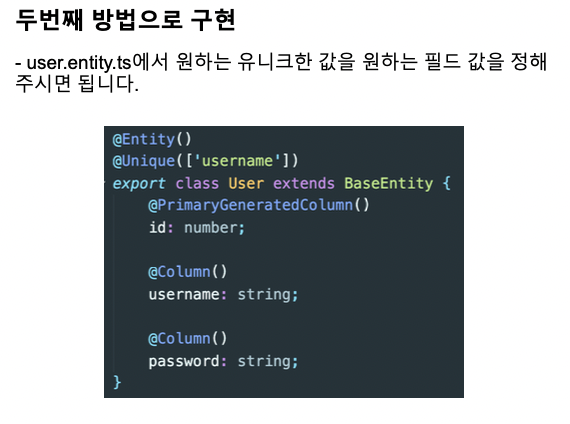 두번째 방법으로 구현
- user.entity.ts에서 원하는 유니크한 값을 원하는 필드 값을 정해
주시면 됩니다.
@Entity()
@Unique(['username'])
export class User extends BaseEntity {
    @PrimaryGeneratedColumn()
    id: number;

    @Column()
    username: string;

    @Column()
    password: string;
}